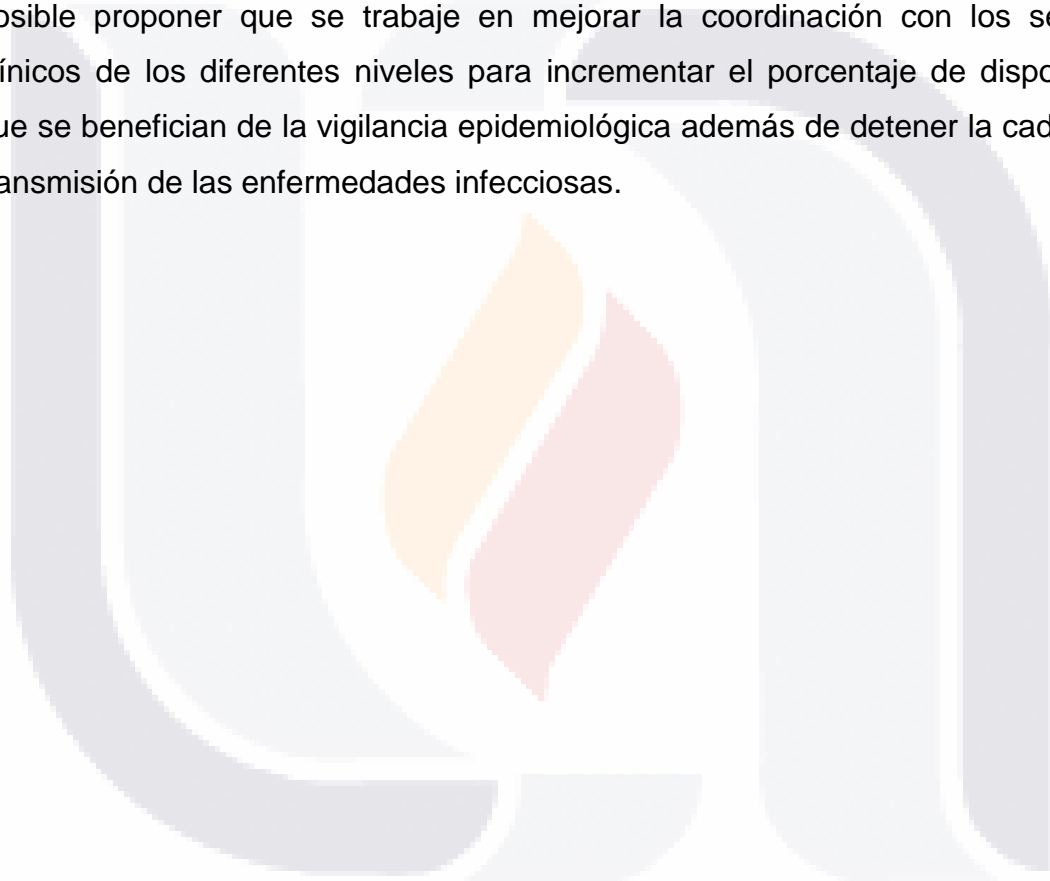 osible proponer que se trabaje en mejorar la coordinación con los se
ínicos de los diferentes niveles para incrementar el porcentaje de dispo
ue se benefician de la vigilancia epidemiológica además de detener la cad
ansmisión de las enfermedades infecciosas.